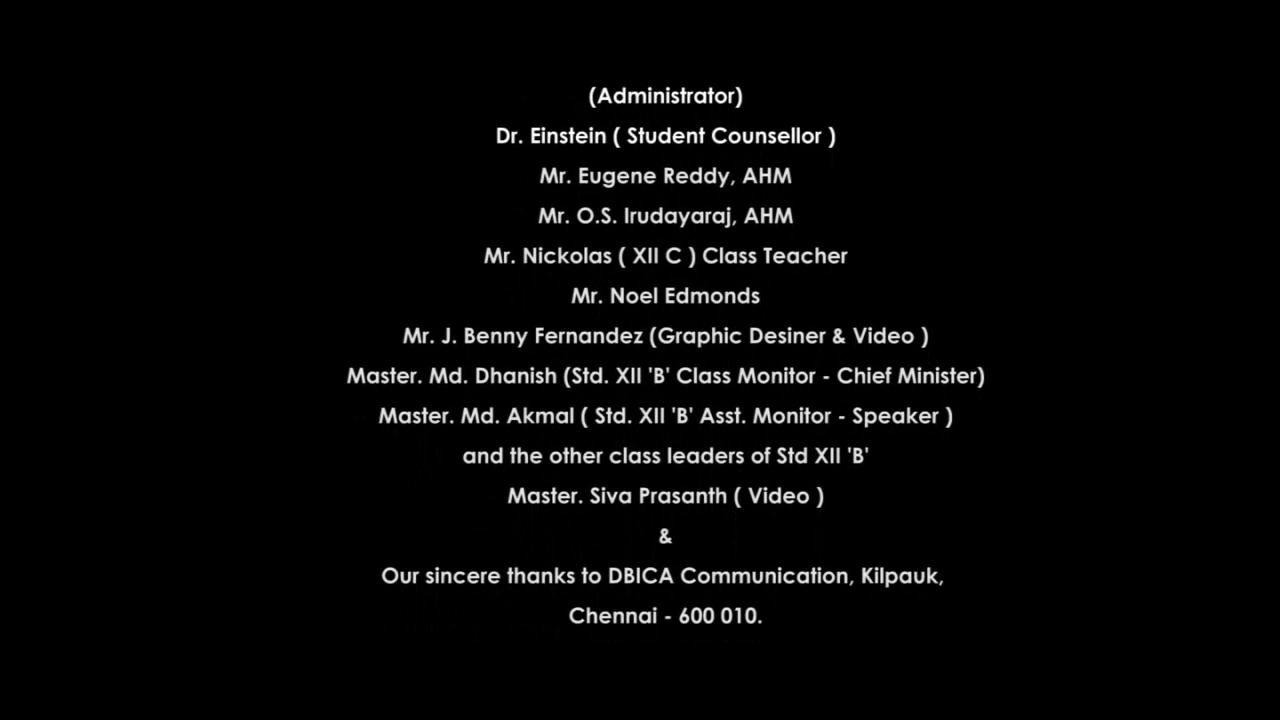 (Administrator)
Dr. Einstein ( Student Counsellor )
Mr. Eugene Reddy, AHM
Mr. O.S. Irudayaraj, AHM
Mr. Nickolas ( XII C ) Class Teacher
Mr. Noel Edmonds
Mr. J. Benny Fernandez (Graphic Desiner & Video )
Master. Md. Dhanish (Std. XII 'B' Class Monitor - Chief Minister)
Master. Md. Akmal ( Std. XII 'B' Asst. Monitor - Speaker )
and the other class leaders of Std XII 'B'
Master. Siva Prasanth ( Video )
&
Our sincere thanks to DBICA Communication, Kilpauk,
Chennai - 600 010.